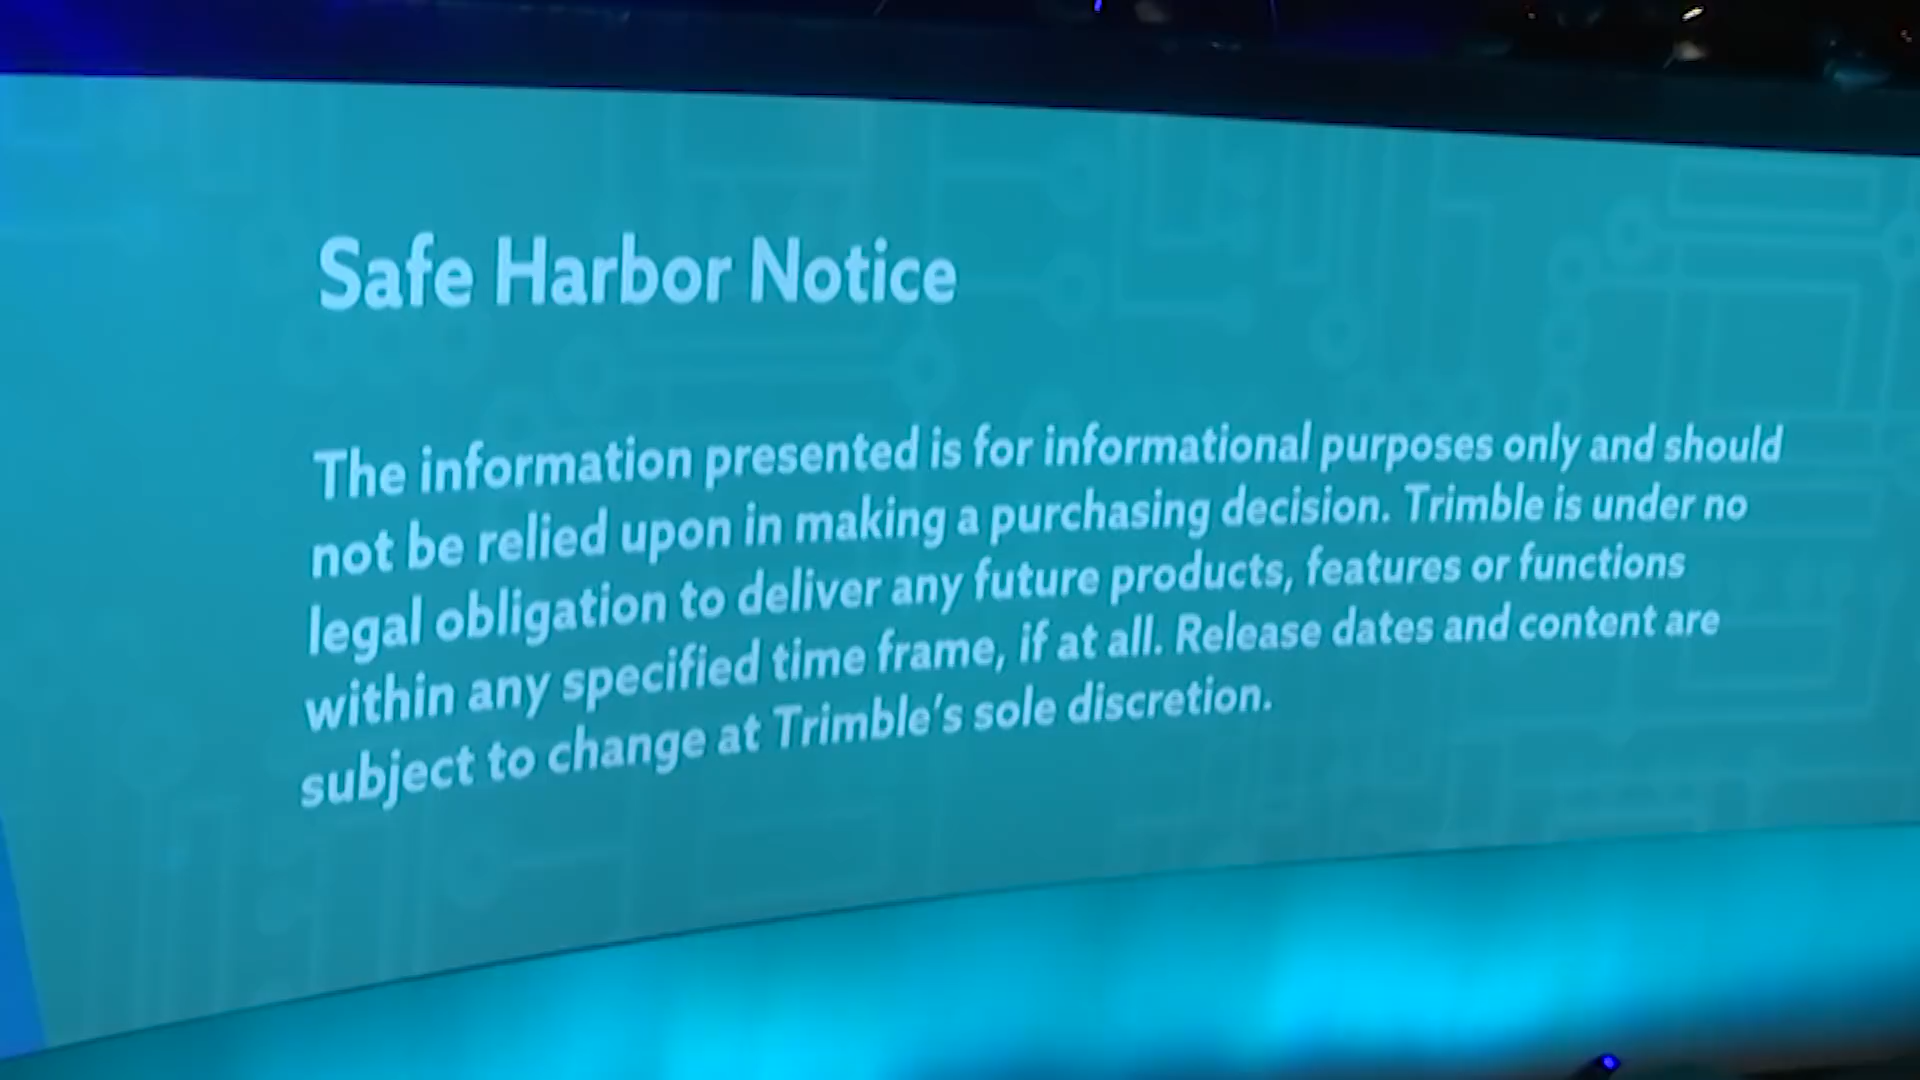 Safe Harbor Notice
The information presented is for informational purposes only and should
not be relied upon in making a purchasing decision. Trimble is under no
legal obligation to deliver any future products, features or functions
within any specified time frame, if at all. Release dates and content are
subject to change at Trimble's sole discretion.